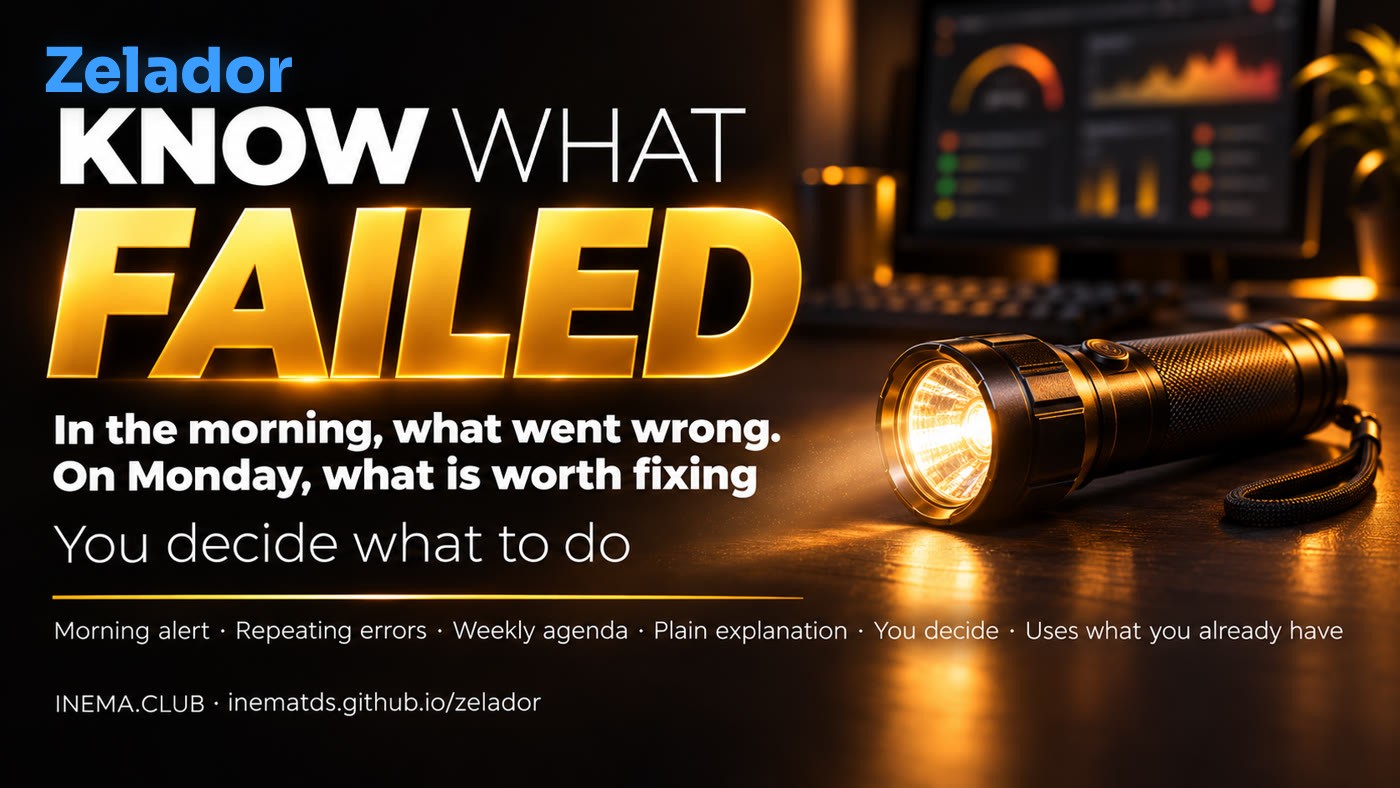 Zelador
KNOW WHAT
FAILED
In the morning, what went wrong.
On Monday, what is worth fixing
You decide what to do
Morning alert · Repeating errors · Weekly agenda · Plain explanation · You decide · Uses what you already have
INEMA.CLUB · inematds.github.io/zelador